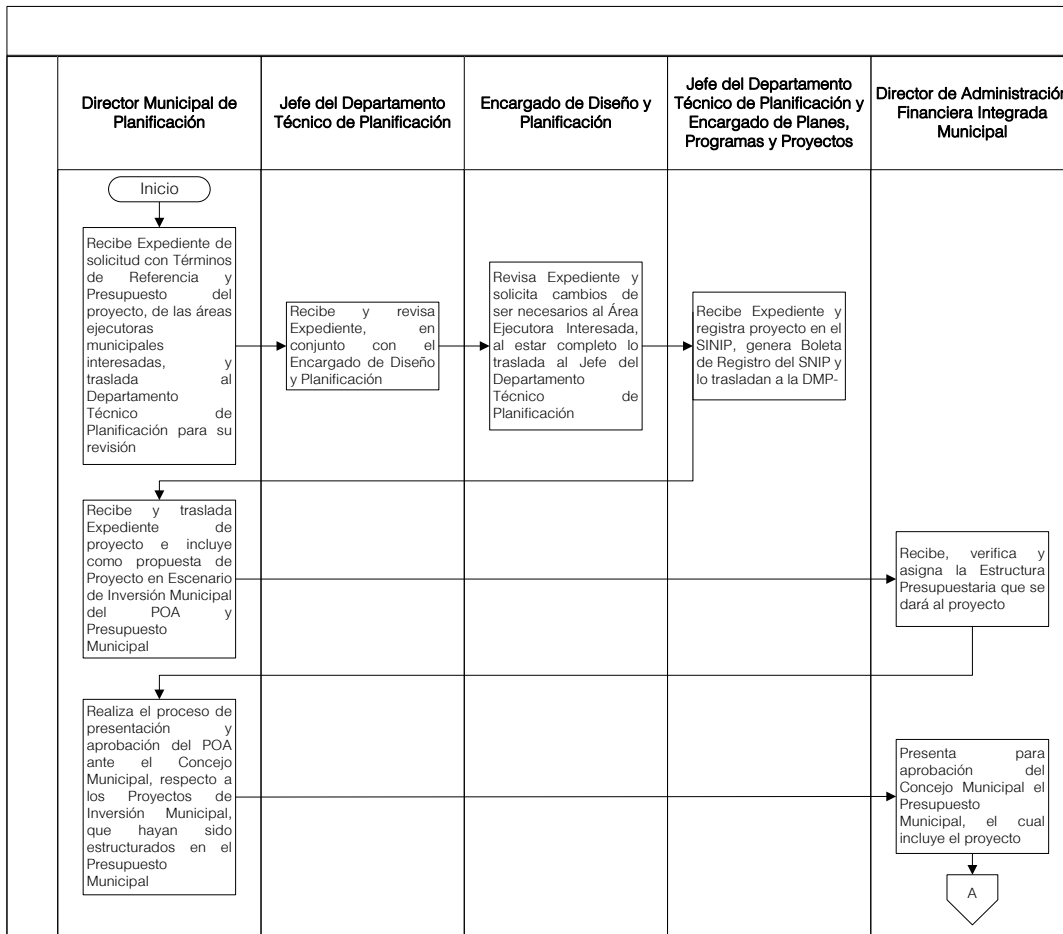 Director Municipal de
Planificación
Jefe del Departamento
Técnico de Planificación
Encargado de Diseño y
Planificación
Jefe del Departamento
Técnico de Planificación y
Encargado de Planes,
Programas y Proyectos
Director de Administración
Financiera Integrada
Municipal
Inicio
Recibe Expediente de
solicitud con Términos
de Referencia y
Presupuesto del
proyecto, de las áreas
ejecutoras
municipales
interesadas, y
traslada al
Departamento
Técnico de
Planificación para su
revisión
Recibe y revisa
Expediente, en
conjunto con el
Encargado de Diseño
y Planificación
Revisa Expediente y
solicita cambios de
ser necesarios al Área
Ejecutora Interesada,
al estar completo lo
traslada al Jefe del
Departamento
Técnico de
Planificación
Recibe Expediente y
registra proyecto en el
SINIP, genera Boleta
de Registro del SNIP y
lo trasladan a la DMP-
Recibe y traslada
Expediente de
proyecto e incluye
como propuesta de
Proyecto en Escenario
de Inversión Municipal
del POA y
Presupuesto
Municipal
Recibe, verifica y
asigna la Estructura
Presupuestaria que se
dará al proyecto
Realiza el proceso de
presentación y
aprobación del POA
ante el Concejo
Municipal, respecto a
los Proyectos de
Inversión Municipal,
que hayan sido
estructurados en el
Presupuesto
Municipal
Presenta para
aprobación del
Concejo Municipal el
Presupuesto
Municipal, el cual
incluye el proyecto
A